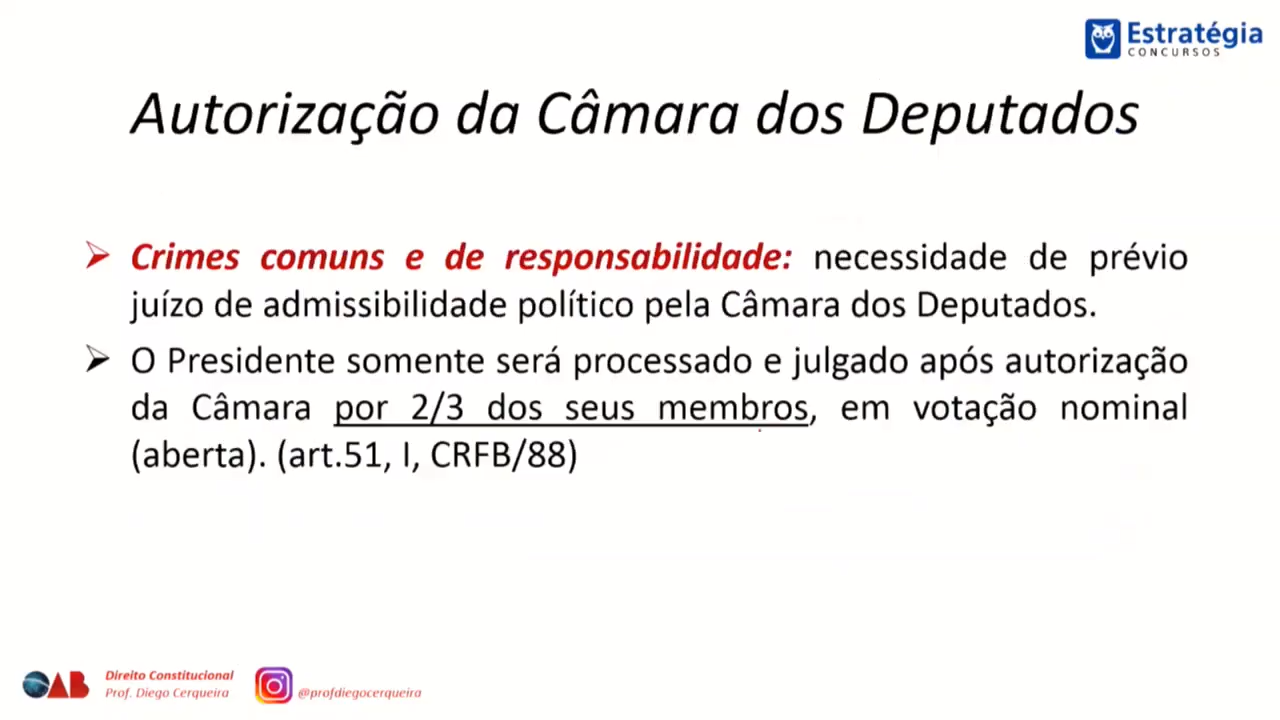 Estratégia
CONCURSOS
Autorização da Câmara dos Deputados
➢ Crimes comuns e de responsabilidade: necessidade de prévio
juízo de admissibilidade político pela Câmara dos Deputados.
➢ O Presidente somente será processado e julgado após autorização
da Câmara por 2/3 dos seus membros, em votação nominal
(aberta). (art.51, I, CRFB/88)
OAB
Direito Constitucional
Prof. Diego Cerqueira
@profdiegocerqueira